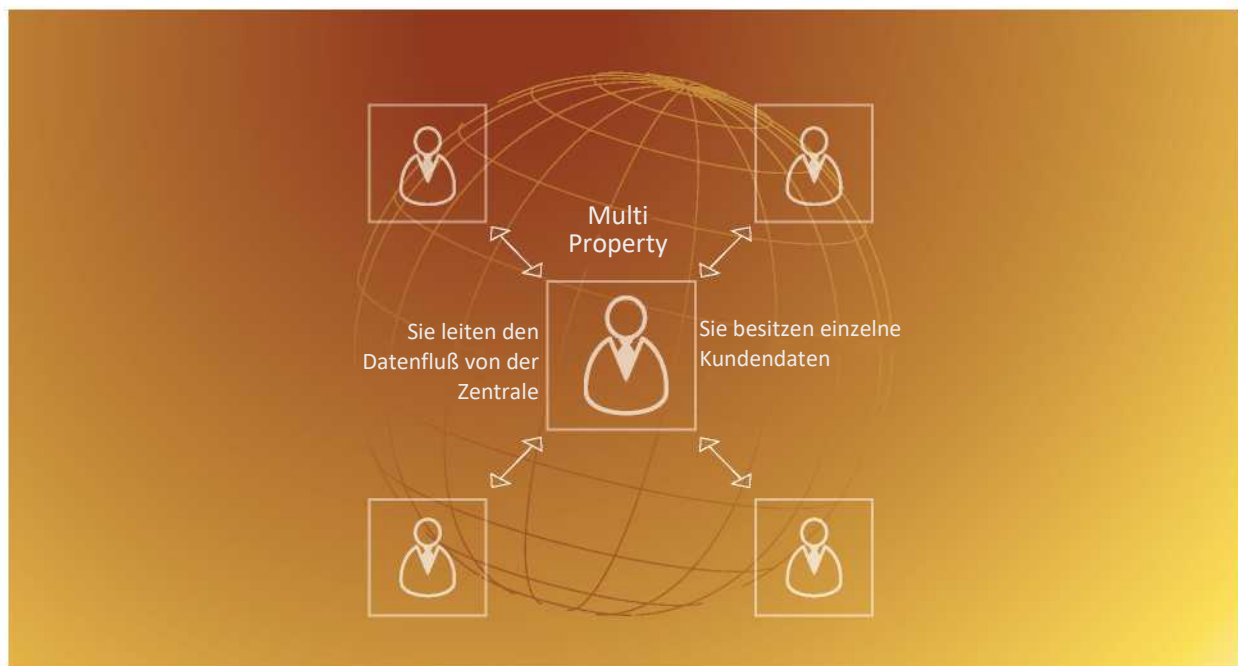 Multi
Property
Sie leiten den
Datenfluß von der
Zentrale
Sie besitzen einzelne
Kundendaten